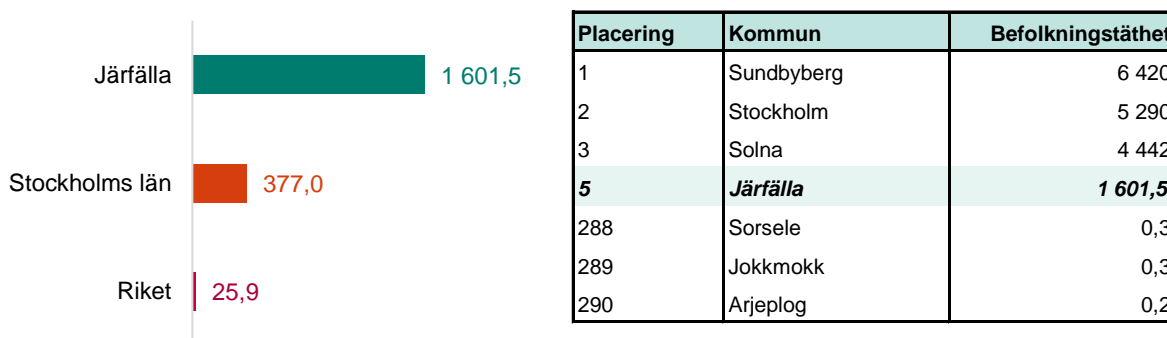 Järfälla 1 601,5
Stockholms län 377,0
Riket 25,9
Placering Kommun Befolkningstäthet
1 Sundbyberg 6 420
2 Stockholm 5 290
3 Solna 4 442
5 Järfälla 1 601,5
288 Sorsele 0,3
289 Jokkmokk 0,3
290 Arjeplog 0,2